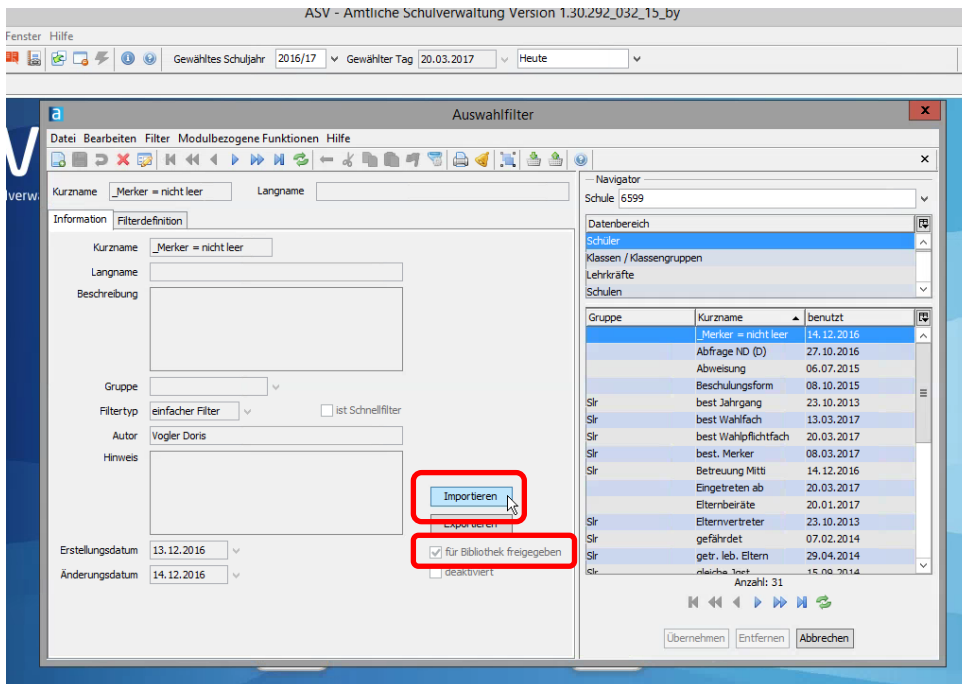 ASV - Amtliche Schulverwaltung Version 1.30.292_032_15_by
Fenster Hilfe
Gewähltes Schuljahr 2016/17 Gewählter Tag 20.03.2017 Heute
Auswahlfilter
Datei Bearbeiten Filter Modulbezogene Funktionen Hilfe
Kurzname _Merker = nicht leer Langname
Information Filterdefinition
Kurzname _Merker = nicht leer
Langname
Beschreibung
Gruppe
Filtertyp einfacher Filter ist Schnellfilter
Autor Vogler Doris
Hinweis
Importieren
Exportieren
Erstellungsdatum 13.12.2016 für Bibliothek freigegeben
Änderungsdatum 14.12.2016 deaktiviert
Navigator
Schule 6599
Datenbereich
Schüler
Klassen / Klassengruppen
Lehrkräfte
Schulen
Gruppe Kurzname benutzt
_Merker = nicht leer 14.12.2016
Abfrage ND (D) 27.10.2016
Abweisung 06.07.2015
Beschulungsform 08.10.2015
Slr best Jahrgang 23.10.2013
Slr best Wahlfach 13.03.2017
Slr best Wahlpflichtfach 20.03.2017
Slr best. Merker 08.03.2017
Slr Betreuung Mitti 14.12.2016
Eingetreten ab 20.03.2017
Elternbeiräte 20.01.2017
Slr Elternvertreter 23.10.2013
Slr gefährdet 07.02.2014
Slr getr. leb. Eltern 29.04.2014
Slr gleiche Jgst 15.09.2014
Anzahl: 31
Übernehmen Entfernen Abbrechen